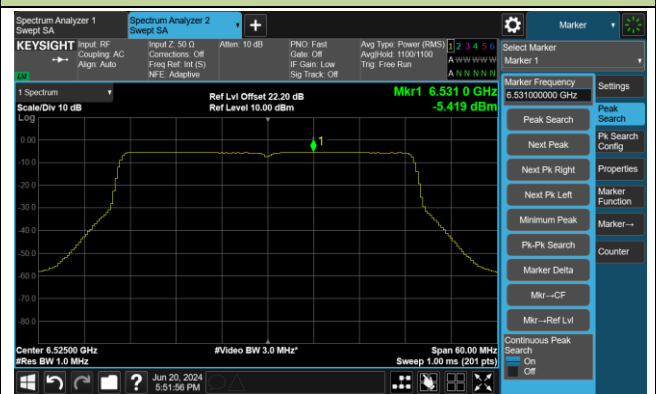 Spectrum Analyzer 1
Swept SA
Spectrum Analyzer 2
Swept SA
+
Marker
KEYSIGHT
Input: RF
Coupling: AC
Align: Auto
Input Z: 50 Ω
Corrections: Off
Freq Ref: Int (S)
NFE: Adaptive
Atten: 10 dB
PNO: Fast
Gate: Off
IF Gain: Low
Sig Track: Off
Avg Type: Power (RMS)
Avg|Hold: 1100/1100
Trig: Free Run
1 2 3 4 5 6
A W W W W W
A N N N N N
Select Marker
Marker 1
1 Spectrum
Scale/Div 10 dB
Log
Ref Lvl Offset 22.20 dB
Ref Level 10.00 dBm
Mkr1 6.531 0 GHz
-5.419 dBm
1
0.00
-10.0
-20.0
-30.0
-40.0
-50.0
-60.0
-70.0
-80.0
Center 6.52500 GHz
#Res BW 1.0 MHz
#Video BW 3.0 MHz*
Span 60.00 MHz
Sweep 1.00 ms (201 pts)
Marker Frequency
6.531000000 GHz
Peak Search
Next Peak
Next Pk Right
Next Pk Left
Minimum Peak
Pk-Pk Search
Marker Delta
Mkr→CF
Mkr→Ref Lvl
Continuous Peak
Search
On
Off
Settings
Peak
Search
Pk Search
Config
Properties
Marker
Function
Marker→
Counter
?
Jun 20, 2024
5:51:56 PM